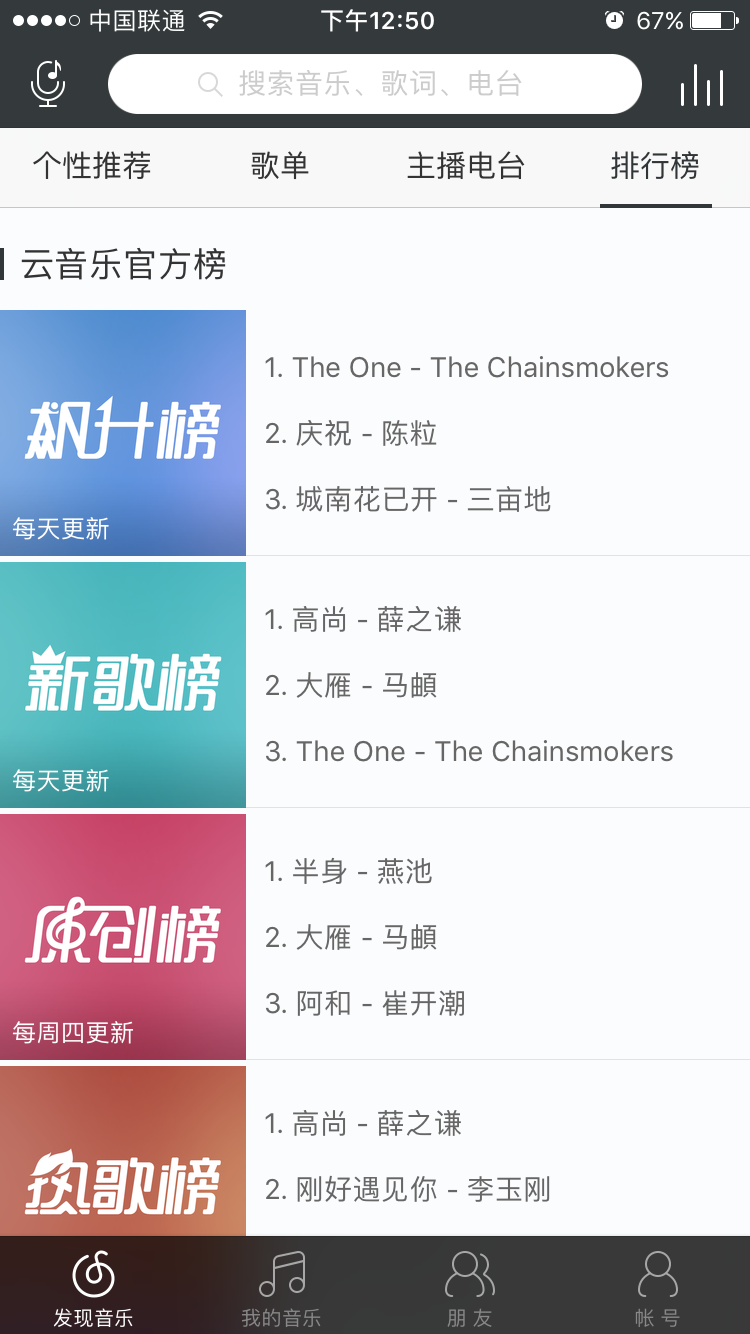 中国联通 下午12:50 67%
搜索音乐、歌词、电台
个性推荐 歌单 主播电台 排行榜
云音乐官方榜
飙升榜
每天更新
1. The One - The Chainsmokers
2. 庆祝 - 陈粒
3. 城南花已开 - 三亩地
新歌榜
每天更新
1. 高尚 - 薛之谦
2. 大雁 - 马頔
3. The One - The Chainsmokers
原创榜
每周四更新
1. 半身 - 燕池
2. 大雁 - 马頔
3. 阿和 - 崔开潮
热歌榜
1. 高尚 - 薛之谦
2. 刚好遇见你 - 李玉刚
发现音乐 我的音乐 朋友 帐号